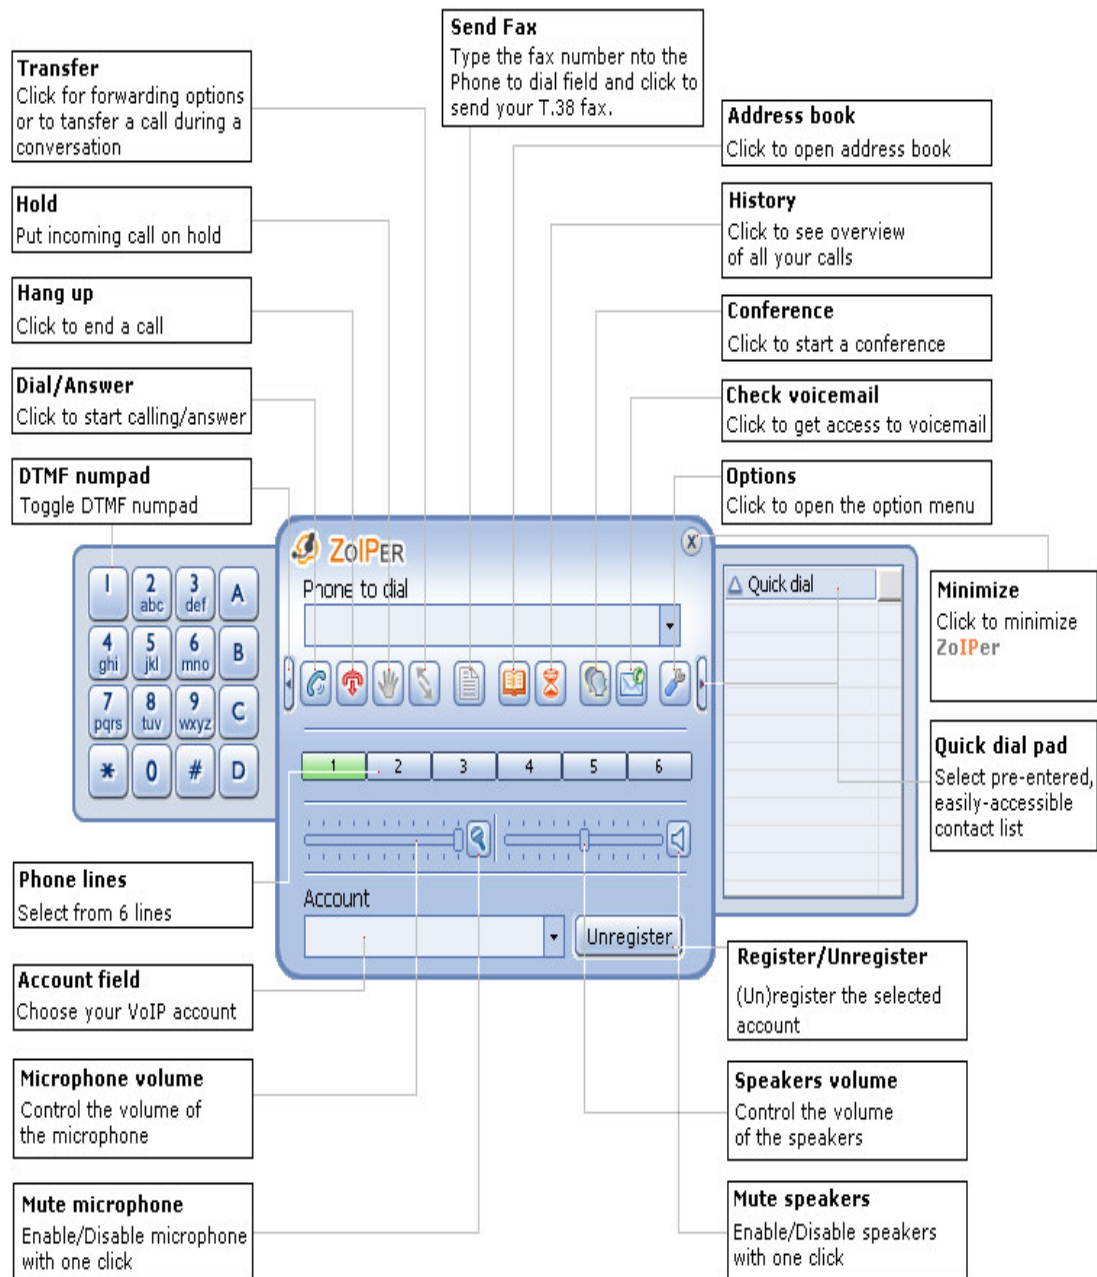 Send Fax
Type the fax number nto the
Phone to dial field and click to
send your T.38 fax.
Transfer
Click for forwarding options
or to tansfer a call during a
conversation
Hold
Put incoming call on hold
Hang up
Click to end a call
Dial/Answer
Click to start calling/answer
DTMF numpad
Toggle DTMF numpad
Address book
Click to open address book
History
Click to see overview
of all your calls
Conference
Click to start a conference
Check voicemail
Click to get access to voicemail
Options
Click to open the option menu
1 2 abc 3 def A
4 ghi 5 jkl 6 mno B
7 pqrs 8 tuv 9 wxyz C
* 0 # D
ZOIPER
X
Phone to dial
1 2 3 4 5 6
Account
Unregister
Quick dial
Minimize
Click to minimize
ZoIPer
Quick dial pad
Select pre-entered,
easily-accessible
contact list
Phone lines
Select from 6 lines
Account field
Choose your VoIP account
Microphone volume
Control the volume of
the microphone
Mute microphone
Enable/Disable microphone
with one click
Register/Unregister
(Un)register the selected
account
Speakers volume
Control the volume
of the speakers
Mute speakers
Enable/Disable speakers
with one click